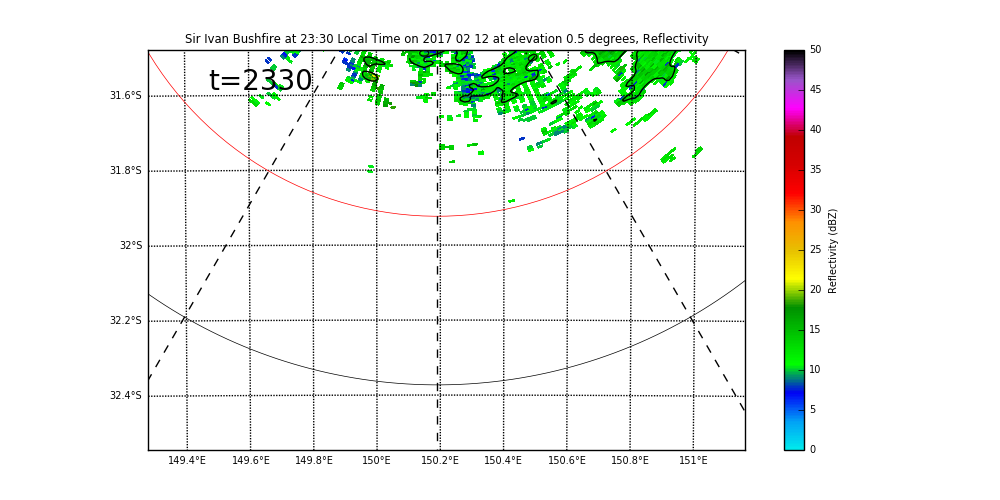 Sir Ivan Bushfire at 23:30 Local Time on 2017 02 12 at elevation 0.5 degrees, Reflectivity
t=2330
31.6°S
31.8°S
32°S
32.2°S
32.4°S
149.4°E 149.6°E 149.8°E 150°E 150.2°E 150.4°E 150.6°E 150.8°E 151°E
50
45
40
35
30
25
20
15
10
5
0
Reflectivity (dBZ)